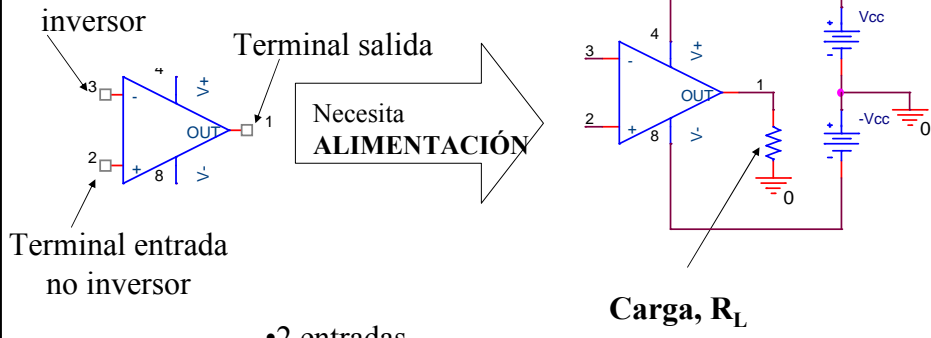 inversor
Terminal salida
3
-
4
V+
OUT
1
2
+
8
V-
Terminal entrada
no inversor
Necesita
ALIMENTACIÓN
3
-
4
V+
OUT
1
2
+
8
V-
0
+
-
Vcc
0
+
-
-Vcc
Carga, RL
•2 entradas